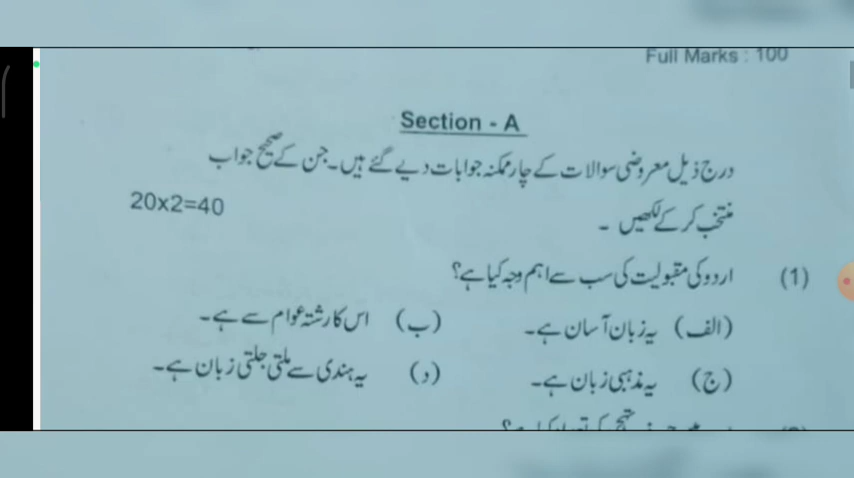 Full Marks : 100
Section - A
درج ذیل معروضی سوالات کے چار ممکنہ جوابات دیے گئے ہیں۔ جن کے صحیح جواب
منتخب کر کے لکھیں ۔ 20x2=40
(1) اردو کی مقبولیت کی سب سے اہم وجہ کیا ہے؟
(الف) یہ زبان آسان ہے۔ (ب) اس کا رشتہ عوام سے ہے۔
(ج) یہ مذہبی زبان ہے۔ (د) یہ ہندی سے ملتی جلتی زبان ہے۔